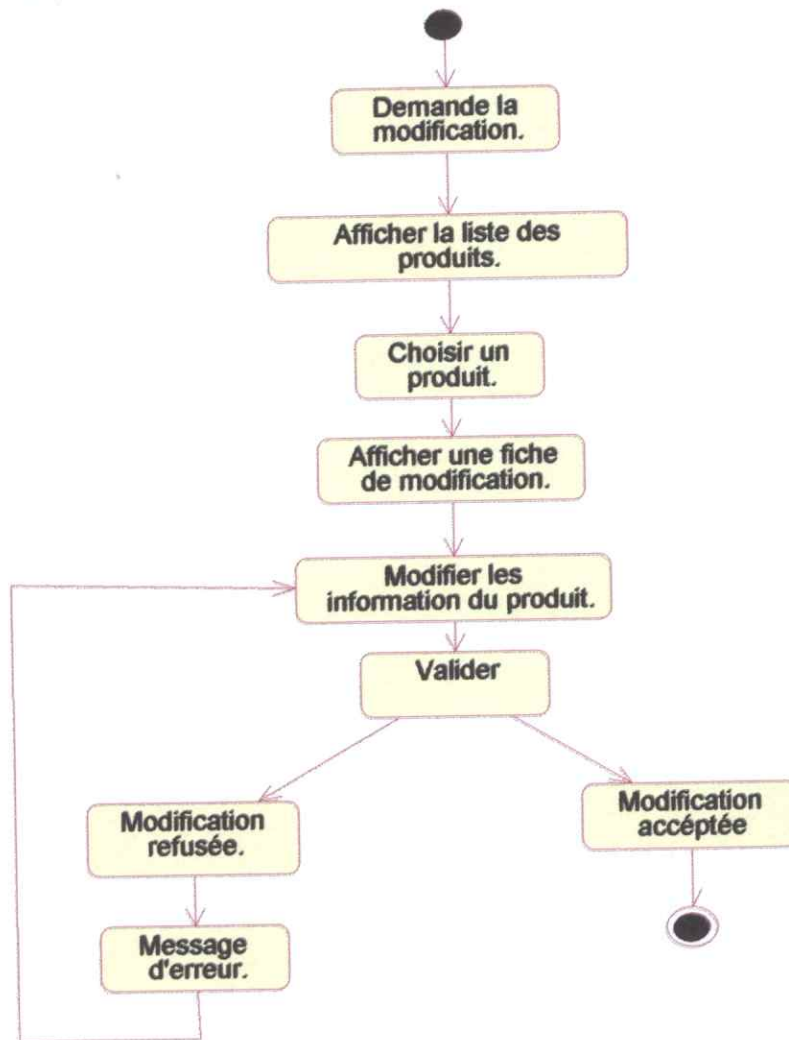 Demande la
modification.
Afficher la liste des
produits.
Choisir un
produit.
Afficher une fiche
de modification.
Modifier les
information du produit.
Valider
Modification
refusée.
Modification
accéptée
Message
d'erreur.